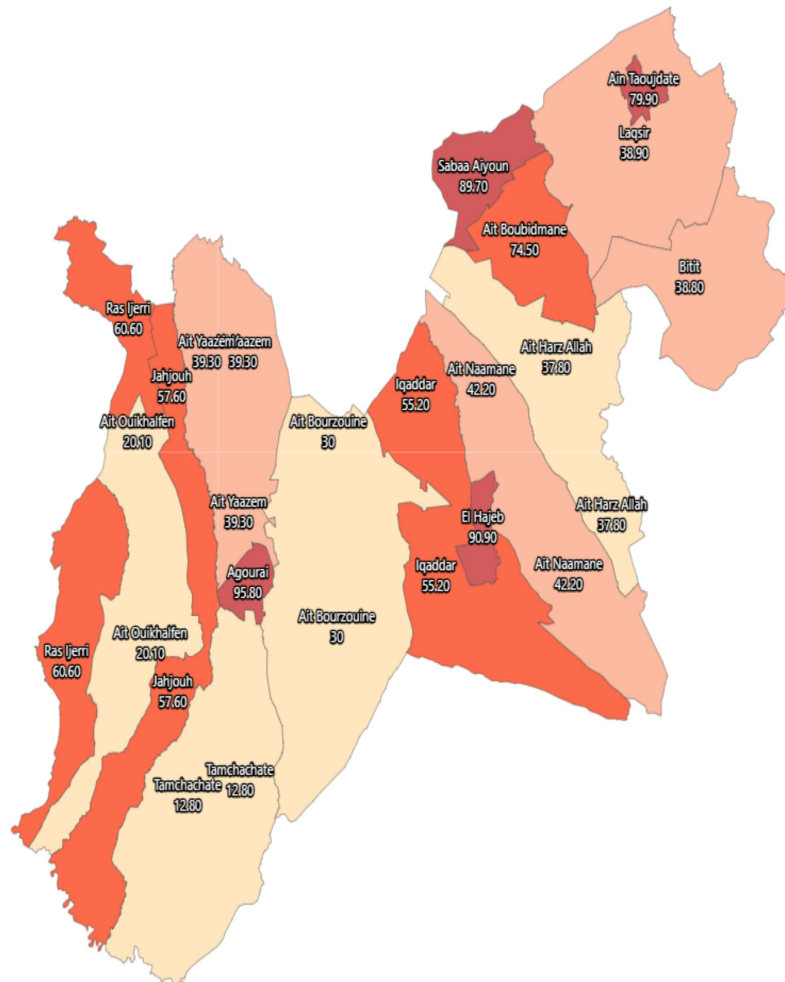 Ain Taoujdate
79.90
Laqsir
38.90
Sabaa Aiyoun
89.70
Ait Boubidmane
74.50
Bitit
38.80
Ras Ijerri
60.60
Ait Yaazem
39.30
Yaazem
39.30
Ait Harz Allah
37.80
Jahjouh
57.60
Iqaddar
55.20
Ait Naamane
42.20
Ait Ouikhalfen
20.10
Ait Bourzouine
30
Ait Yaazem
39.30
Ait Harz Allah
37.80
El Hajeb
90.90
Agourai
95.80
Iqaddar
55.20
Ait Naamane
42.20
Ait Bourzouine
30
Ait Ouikhalfen
20.10
Ras Ijerri
60.60
Jahjouh
57.60
Tamchachate
12.80
Tamchachate
12.80